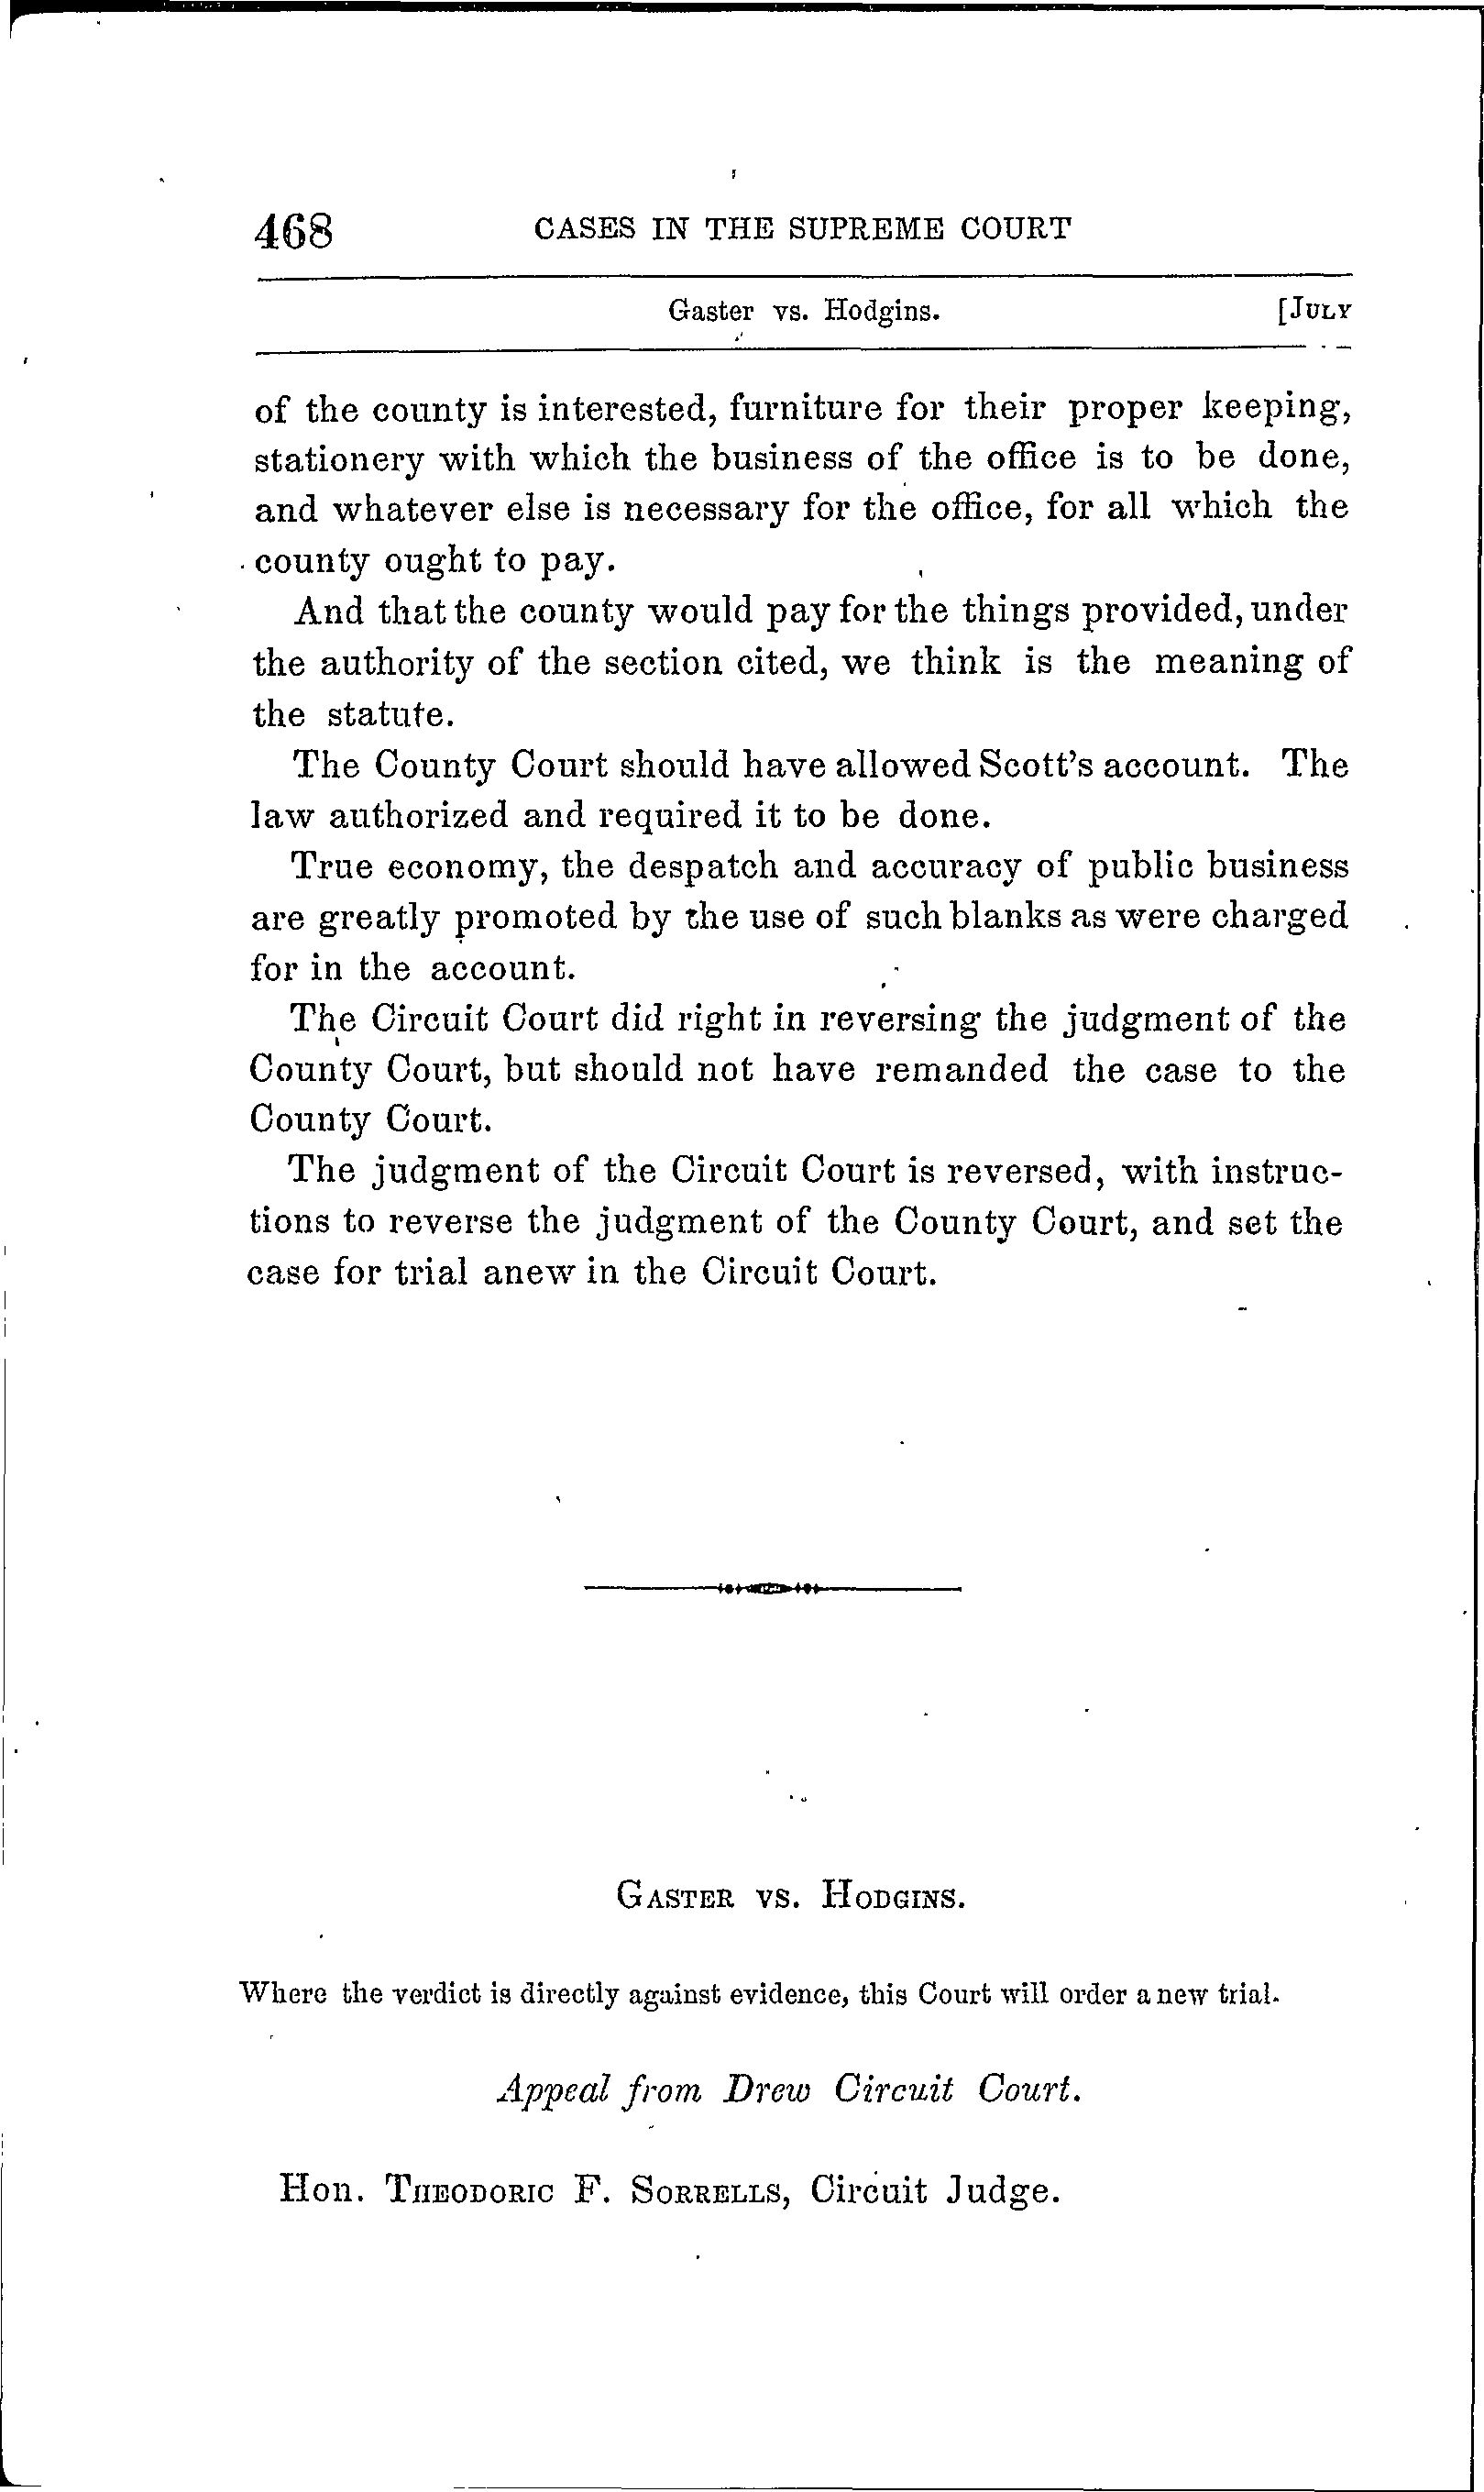 468 CASES IN THE SUPREME COURT
Gaster vs. Hodgins. [JULY
of the county is interested, furniture for their proper keeping,
stationery with which the business of the office is to be done,
and whatever else is necessary for the office, for all which the
county ought to pay.
And that the county would pay for the things provided, under
the authority of the section cited, we think is the meaning of
the statute.
The County Court should have allowed Scott's account. The
law authorized and required it to be done.
True economy, the despatch and accuracy of public business
are greatly promoted by the use of such blanks as were charged
for in the account.
The Circuit Court did right in reversing the judgment of the
County Court, but should not have remanded the case to the
County Court.
The judgment of the Circuit Court is reversed, with instruc-
tions to reverse the judgment of the County Court, and set the
case for trial anew in the Circuit Court.
GASTER VS. HODGINS.
Where the verdict is directly against evidence, this Court will order a new trial.
Appeal from Drew Circuit Court.
Hon. THEODORIC F. SORRELLS, Circuit Judge.